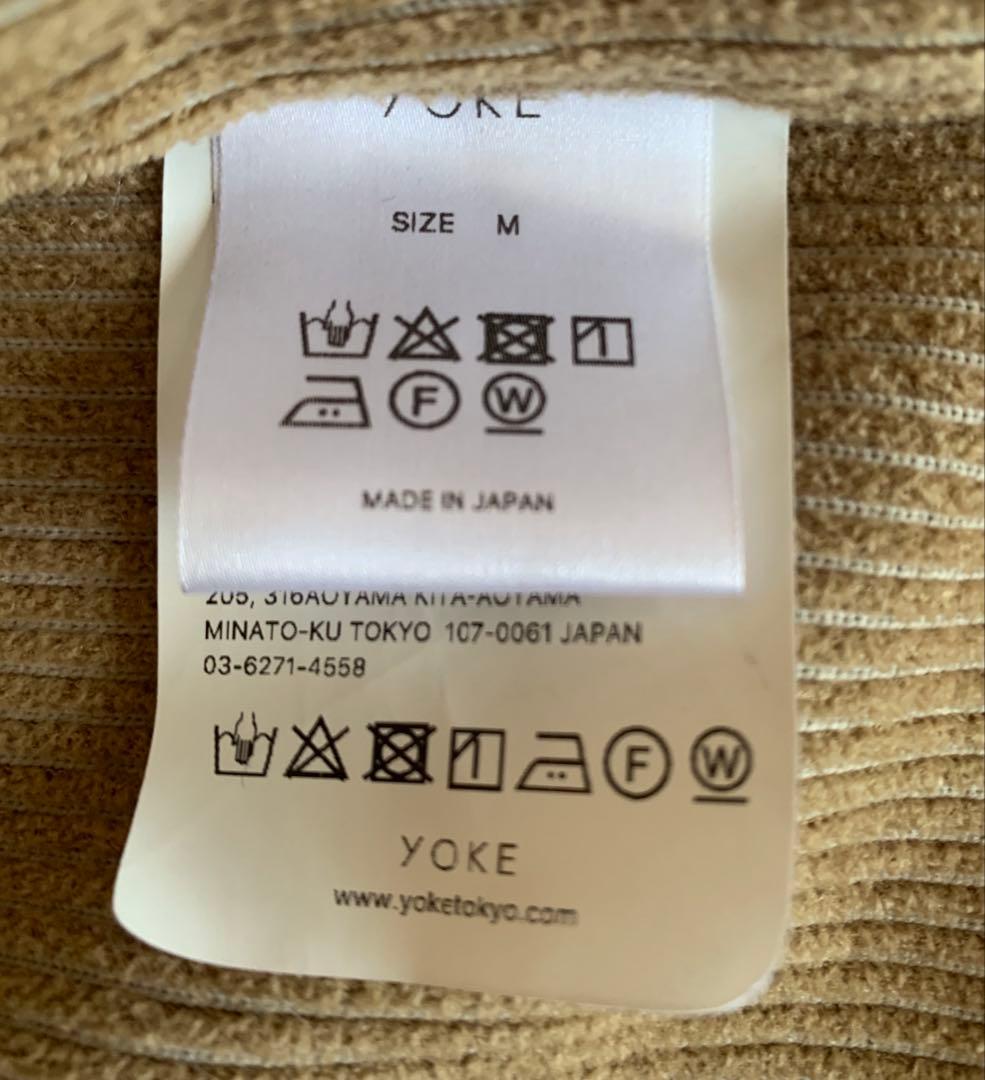 YOKE
SIZE M
F W
MADE IN JAPAN
205, 316AOYAMA KITA-AOYAMA
MINATO-KU TOKYO 107-0061 JAPAN
03-6271-4558
F W
YOKE
www.yoketokyo.com